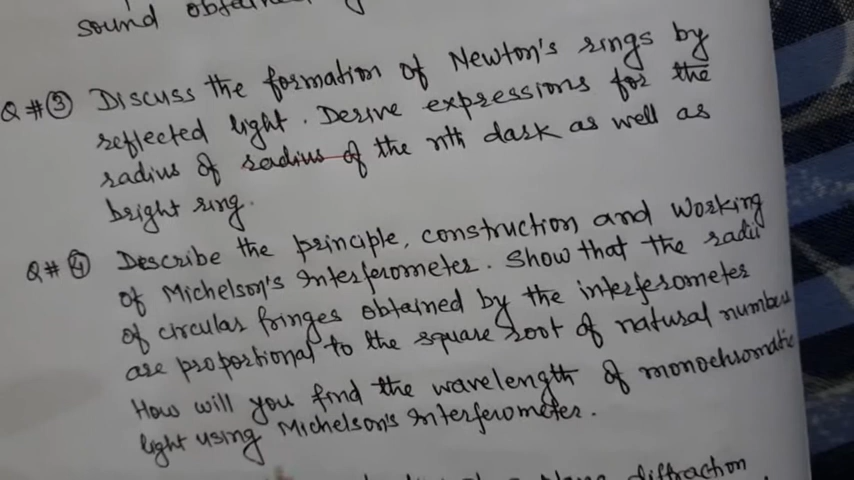 sound
Q # ③ Discuss the formation of Newton's rings by
reflected light. Derive expressions for the
radius of radius of the nth dark as well as
bright ring.
Q # ④ Describe the principle, construction and working
of Michelson's Interferometer. Show that the radii
of circular fringes obtained by the interferometer
are proportional to the square root of natural numbers
How will you find the wavelength of monochromatic
light using Michelson's Interferometer.
diffraction